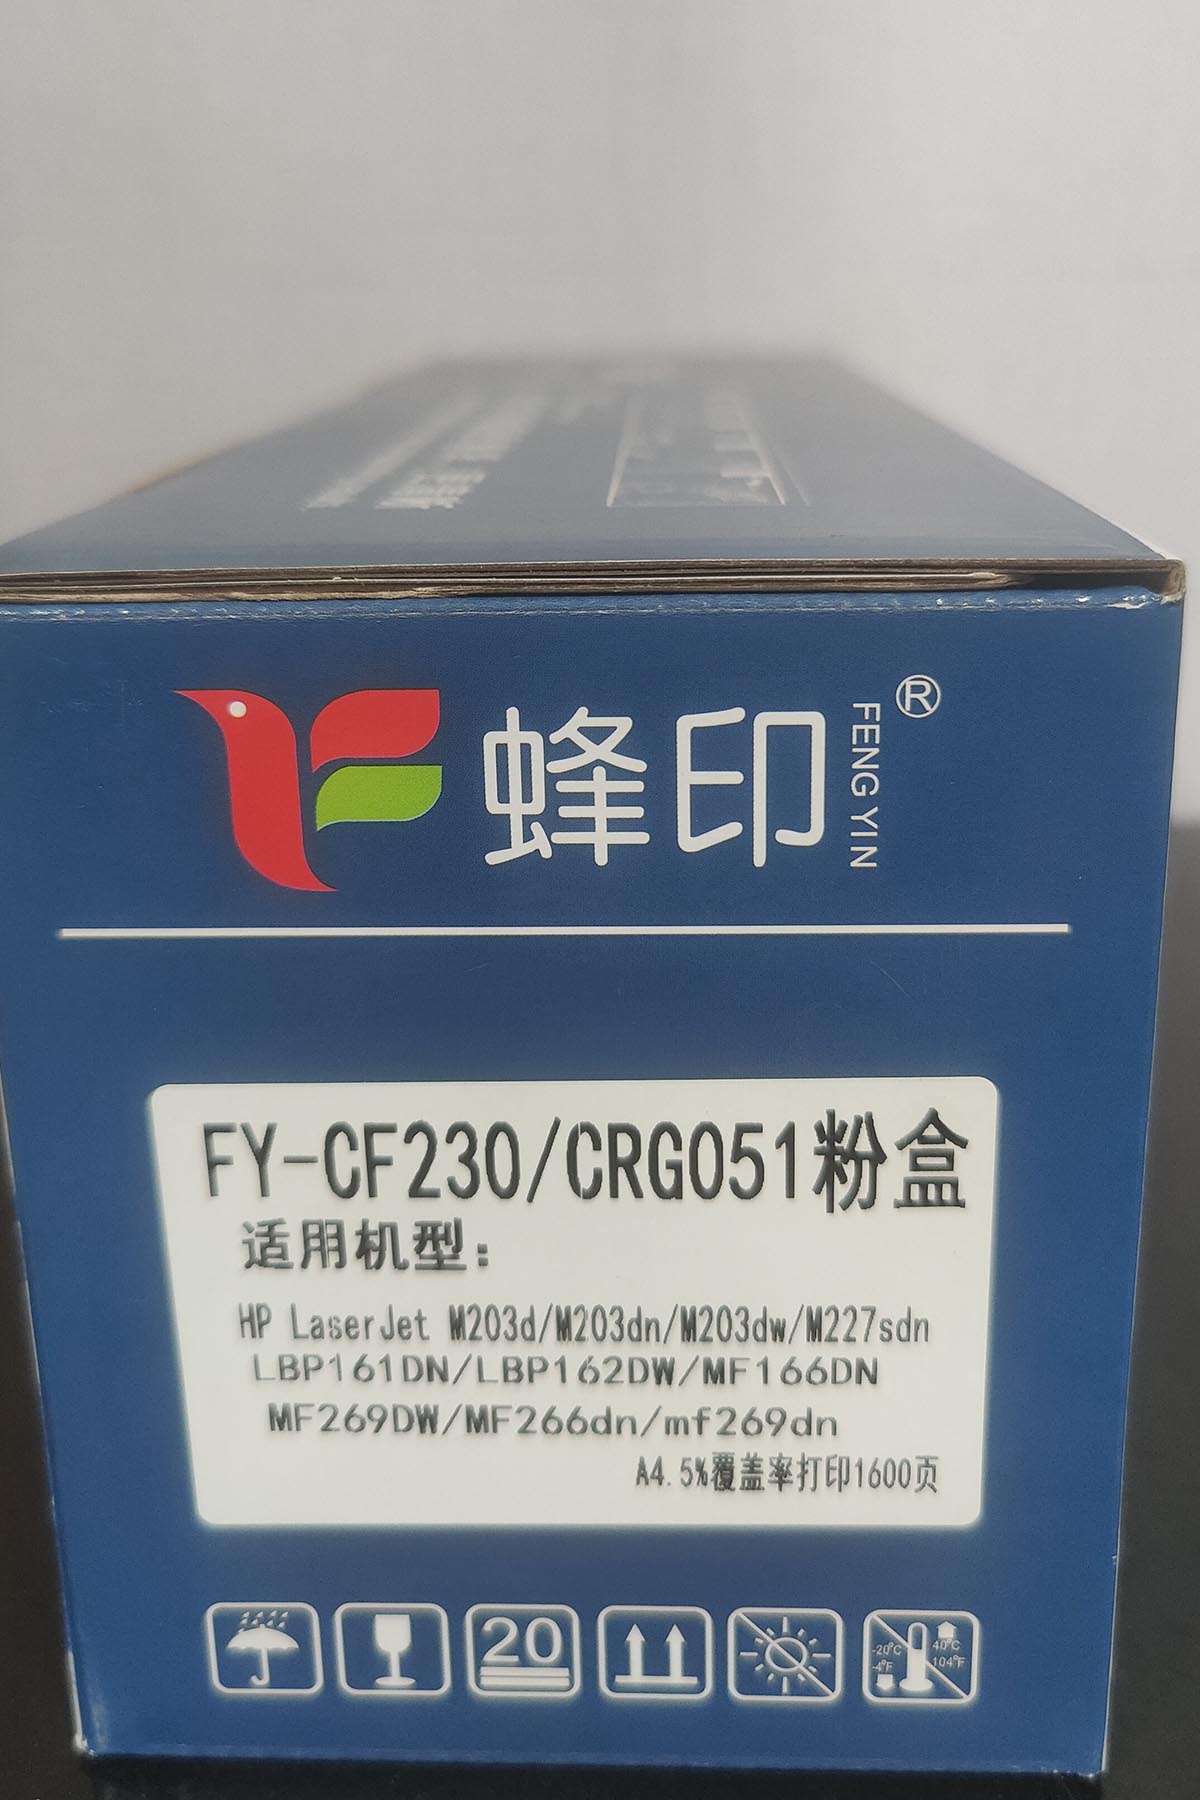 蜂印
FENG YIN
®
FY-CF230/CRG051粉盒
适用机型：
HP LaserJet M203d/M203dn/M203dw/M227sdn
LBP161DN/LBP162DW/MF166DN
MF269DW/MF266dn/mf269dn
A4.5%覆盖率打印1600页
20
-20°C
-4°F
40°C
104°F